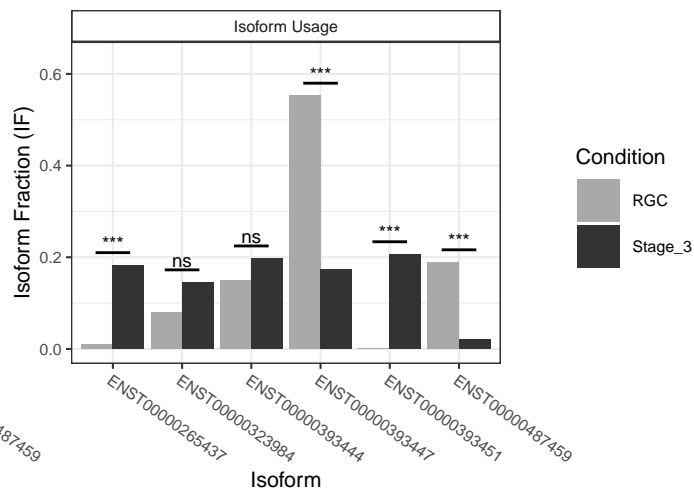 Isoform Usage
Isoform Fraction (IF)
0.6
0.4
0.2
0.0
***
ns
ns
***
***
***
ENST00000265437
ENST00000323984
ENST00000393444
ENST00000393447
ENST00000393451
ENST00000487459
487459
Isoform
Condition
RGC
Stage_3